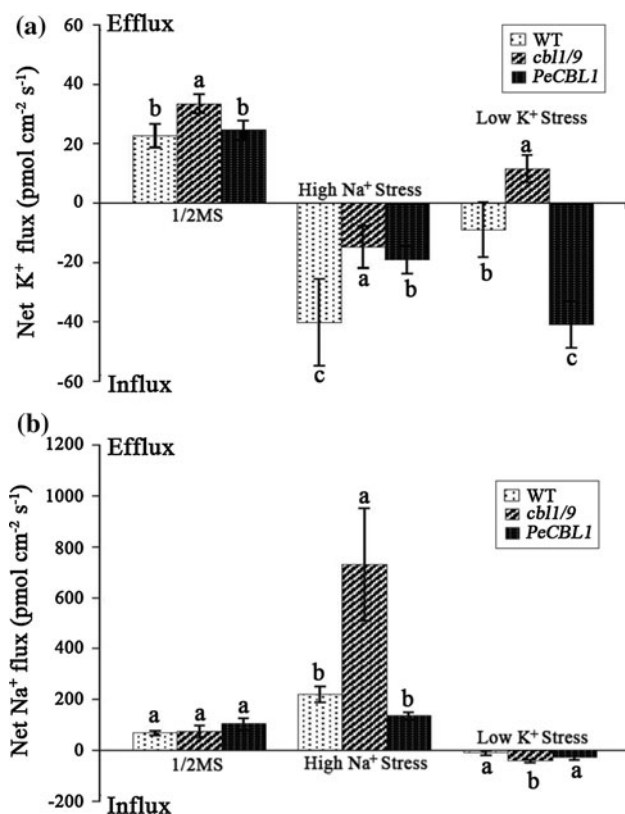 (a)
Efflux
60
40
20
0
-20
-40
-60
Net K⁺ flux (pmol cm⁻² s⁻¹)
WT
cbl1/9
PeCBL1
b
a
b
1/2MS
High Na⁺ Stress
a
b
c
Low K⁺ Stress
a
b
c
Influx
(b)
Efflux
1200
1000
800
600
400
200
0
-200
Net Na⁺ flux (pmol cm⁻² s⁻¹)
WT
cbl1/9
PeCBL1
a
a
a
1/2MS
b
a
b
High Na⁺ Stress
Low K⁺ Stress
a
b
a
Influx